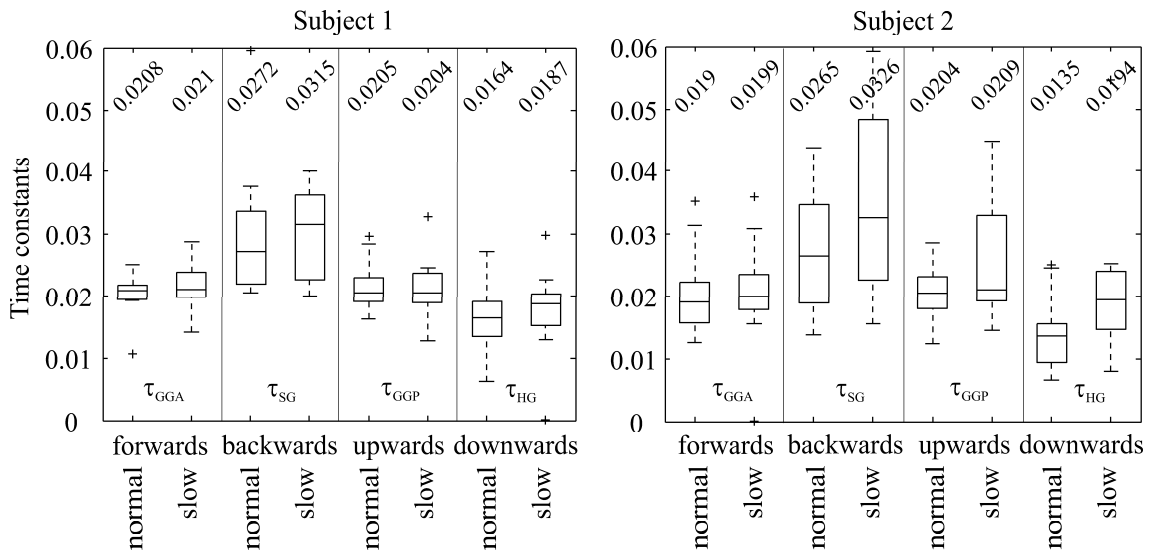 Subject 1
Subject 2
Time constants
0.06
0.05
0.04
0.03
0.02
0.01
0
0.0208
0.021
0.0272
0.0315
0.0205
0.0204
0.0164
0.0187
τGGA
τSG
τGGP
τHG
forwards backwards upwards downwards
normal slow normal slow normal slow normal slow
0.06
0.05
0.04
0.03
0.02
0.01
0
0.019
0.0199
0.0265
0.0326
0.0204
0.0209
0.0135
0.0194
τGGA
τSG
τGGP
τHG
forwards backwards upwards downwards
normal slow normal slow normal slow normal slow